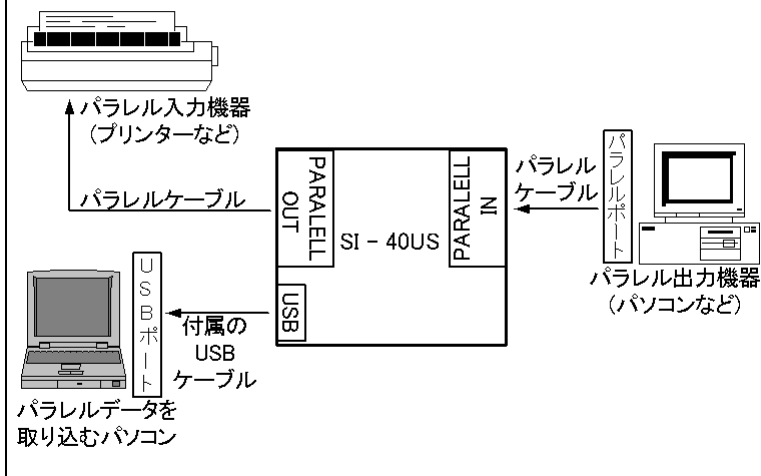 パラレル入力機器
(プリンターなど)
パラレルケーブル
PARALELL
OUT
SI - 40US
PARALELL
IN
USB
パラレル
ケーブル
パラレルポート
パラレル出力機器
(パソコンなど)
USBポート
付属の
USB
ケーブル
パラレルデータを
取り込むパソコン